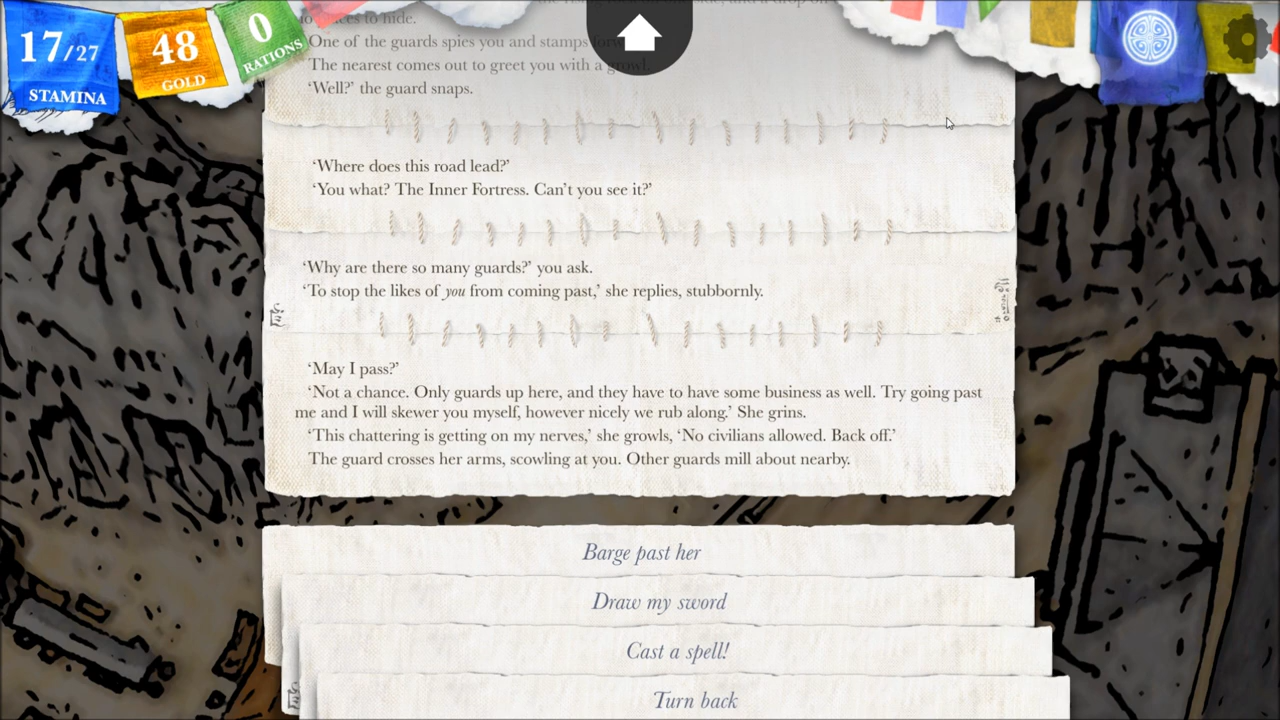 17/27
STAMINA
48
GOLD
0
RATIONS
to hide.
One of the guards spies you and stamps
The nearest comes out to greet you with a growl.
‘Well?’ the guard snaps.
‘Where does this road lead?’
‘You what? The Inner Fortress. Can’t you see it?’
‘Why are there so many guards?’ you ask.
‘To stop the likes of you from coming past,’ she replies, stubbornly.
‘May I pass?’
‘Not a chance. Only guards up here, and they have to have some business as well. Try going past
me and I will skewer you myself, however nicely we rub along.’ She grins.
‘This chattering is getting on my nerves,’ she growls, ‘No civilians allowed. Back off.’
The guard crosses her arms, scowling at you. Other guards mill about nearby.
Barge past her
Draw my sword
Cast a spell!
Turn back